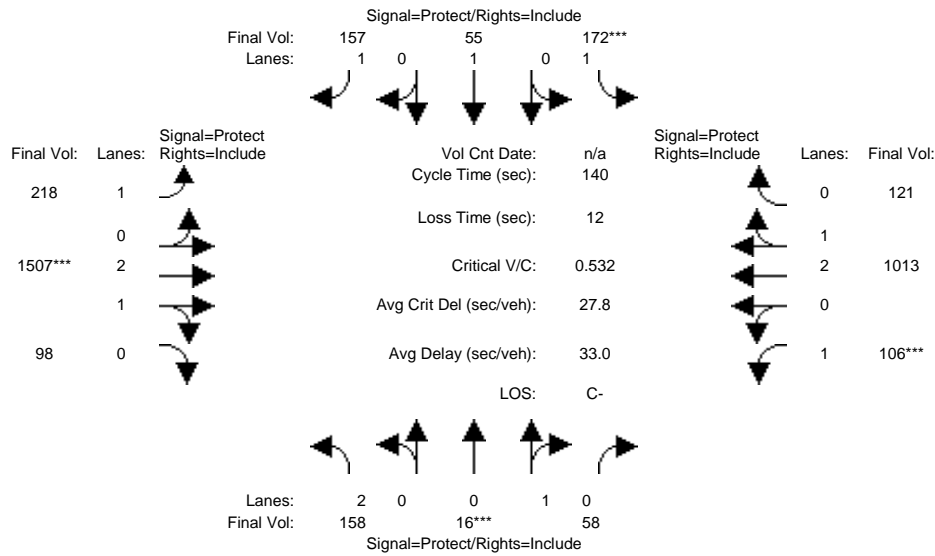 Signal=Protect/Rights=Include
Final Vol: 157 55 172***
Lanes: 1 0 1 0 1
Signal=Protect Signal=Protect
Final Vol: Lanes: Rights=Include Vol Cnt Date: n/a Rights=Include Lanes: Final Vol:
Cycle Time (sec): 140
218 1 0 121
Loss Time (sec): 12
0 1
1507*** 2 Critical V/C: 0.532 2 1013
1 Avg Crit Del (sec/veh): 27.8 0
98 0 Avg Delay (sec/veh): 33.0 1 106***
LOS: C-
Lanes: 2 0 0 1 0
Final Vol: 158 16*** 58
Signal=Protect/Rights=Include